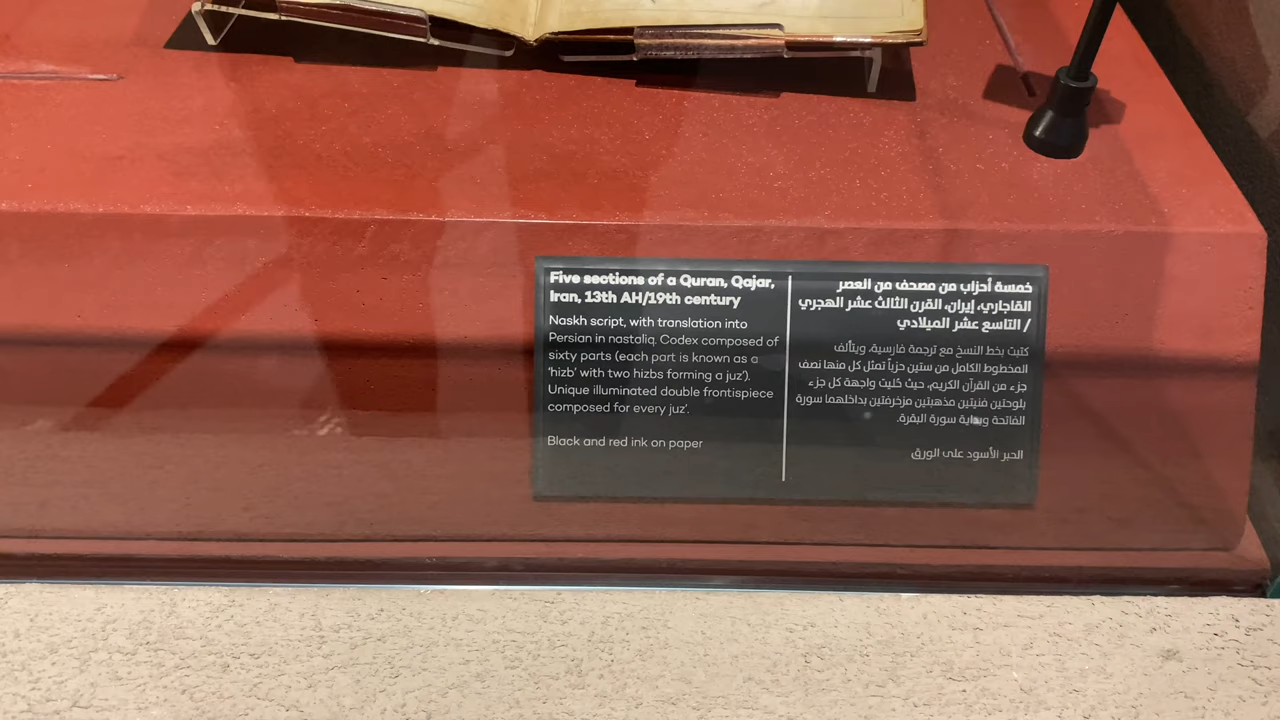 Five sections of a Quran, Qajar,
Iran, 13th AH/19th century
Naskh script, with translation into
Persian in nastaliq. Codex composed of
sixty parts (each part is known as a
‘hizb’ with two hizbs forming a juz’).
Unique illuminated double frontispiece
composed for every juz’.
Black and red ink on paper
خمسة أحزاب من مصحف من العصر
القاجاري، إيران، القرن الثالث عشر الهجري
/ التاسع عشر الميلادي
كتبت بخط النسخ مع ترجمة فارسية، ويتألف
المخطوط الكامل من ستين حزباً تمثل كل منها نصف
جزء من القرآن الكريم، حيث حُليت واجهة كل جزء
بلوحتين فنيتين مذهبتين مزخرفتين بداخلهما سورة
الفاتحة وبداية سورة البقرة.
الحبر الأسود على الورق